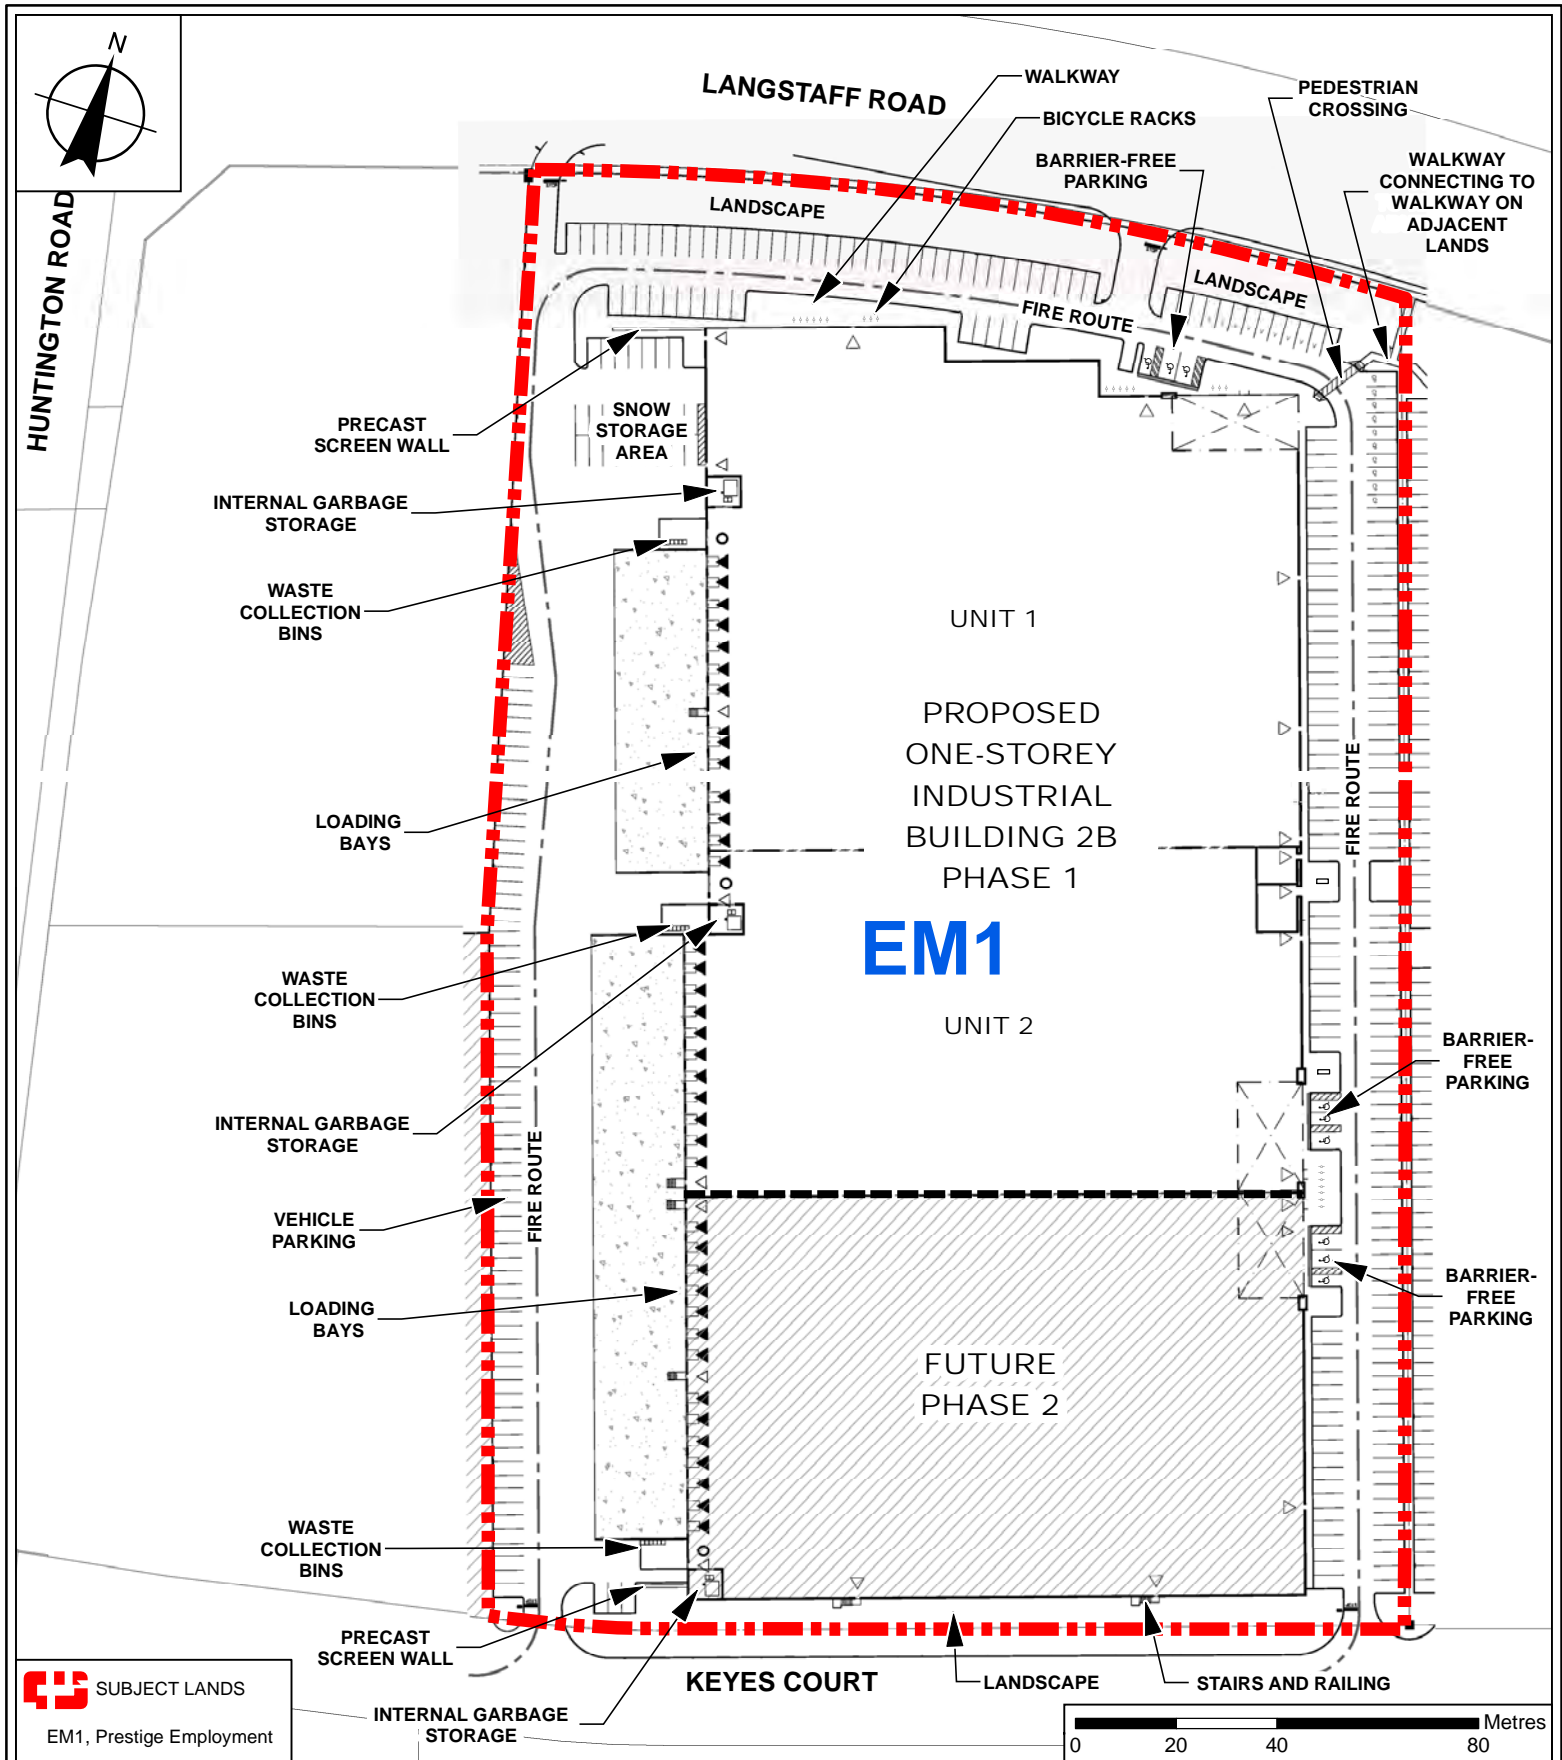 N
LANGSTAFF ROAD
WALKWAY
BICYCLE RACKS
BARRIER-FREE
PARKING
PEDESTRIAN
CROSSING
WALKWAY
CONNECTING TO
WALKWAY ON
ADJACENT
LANDS
HUNTINGTON ROAD
LANDSCAPE
LANDSCAPE
FIRE ROUTE
PRECAST
SCREEN WALL
SNOW
STORAGE
AREA
INTERNAL GARBAGE
STORAGE
WASTE
COLLECTION
BINS
UNIT 1
PROPOSED
ONE-STOREY
INDUSTRIAL
BUILDING 2B
PHASE 1
EM1
UNIT 2
LOADING
BAYS
FIRE ROUTE
WASTE
COLLECTION
BINS
INTERNAL GARBAGE
STORAGE
BARRIER-
FREE
PARKING
FIRE ROUTE
VEHICLE
PARKING
BARRIER-
FREE
PARKING
LOADING
BAYS
FUTURE
PHASE 2
WASTE
COLLECTION
BINS
PRECAST
SCREEN WALL
INTERNAL GARBAGE
STORAGE
KEYES COURT
LANDSCAPE
STAIRS AND RAILING
SUBJECT LANDS
EM1, Prestige Employment
Metres
0 20 40 80